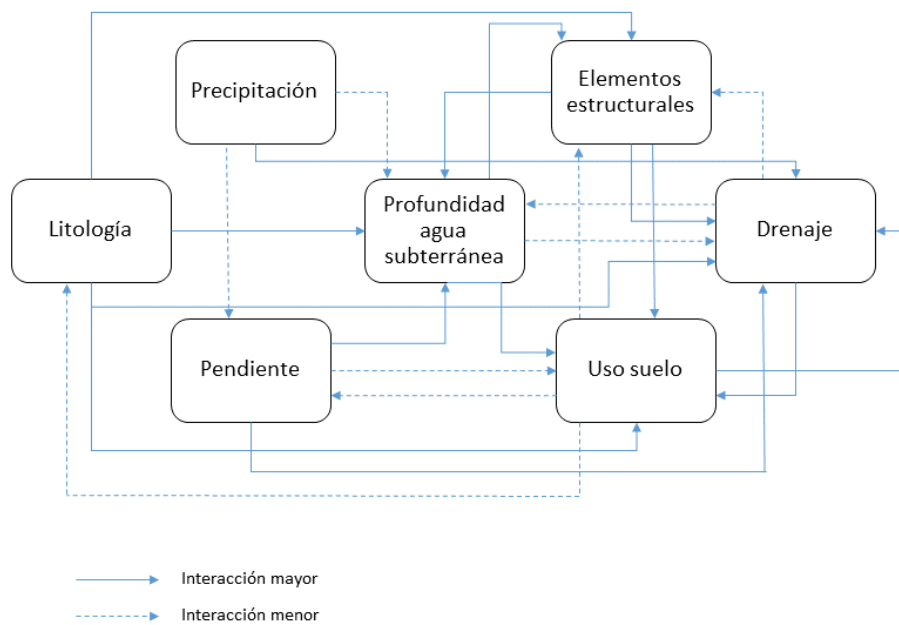 Elementos
estructurales
Precipitación
Litología
Profundidad
agua
subterránea
Drenaje
Pendiente
Uso suelo
Interacción mayor
Interacción menor